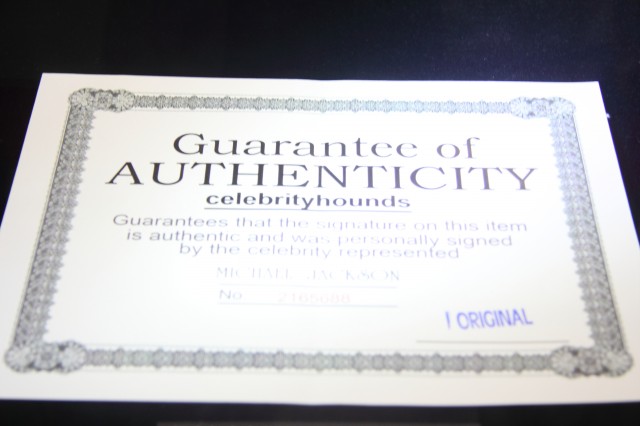 Guarantee of
AUTHENTICITY
celebrityhounds
Guarantees that the signature on this item
is authentic and was personally signed
by the celebrity represented
MICHAEL JACKSON
No.
! ORIGINAL